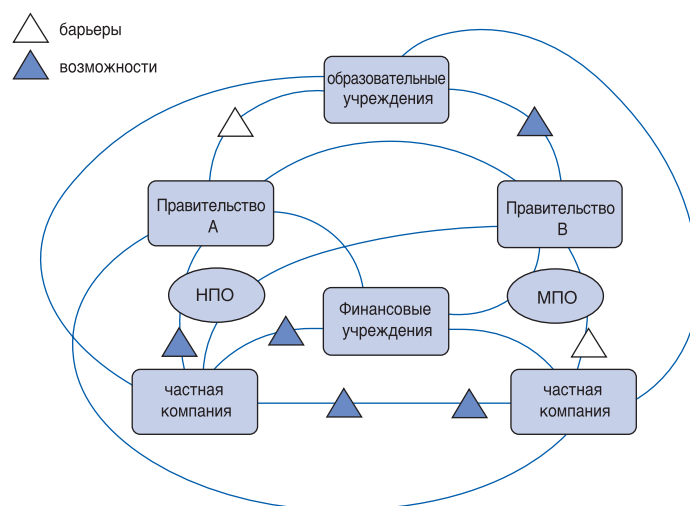 барьеры
возможности
образовательные
учреждения
Правительство
А
Правительство
В
НПО
МПО
Финансовые
учреждения
частная
компания
частная
компания